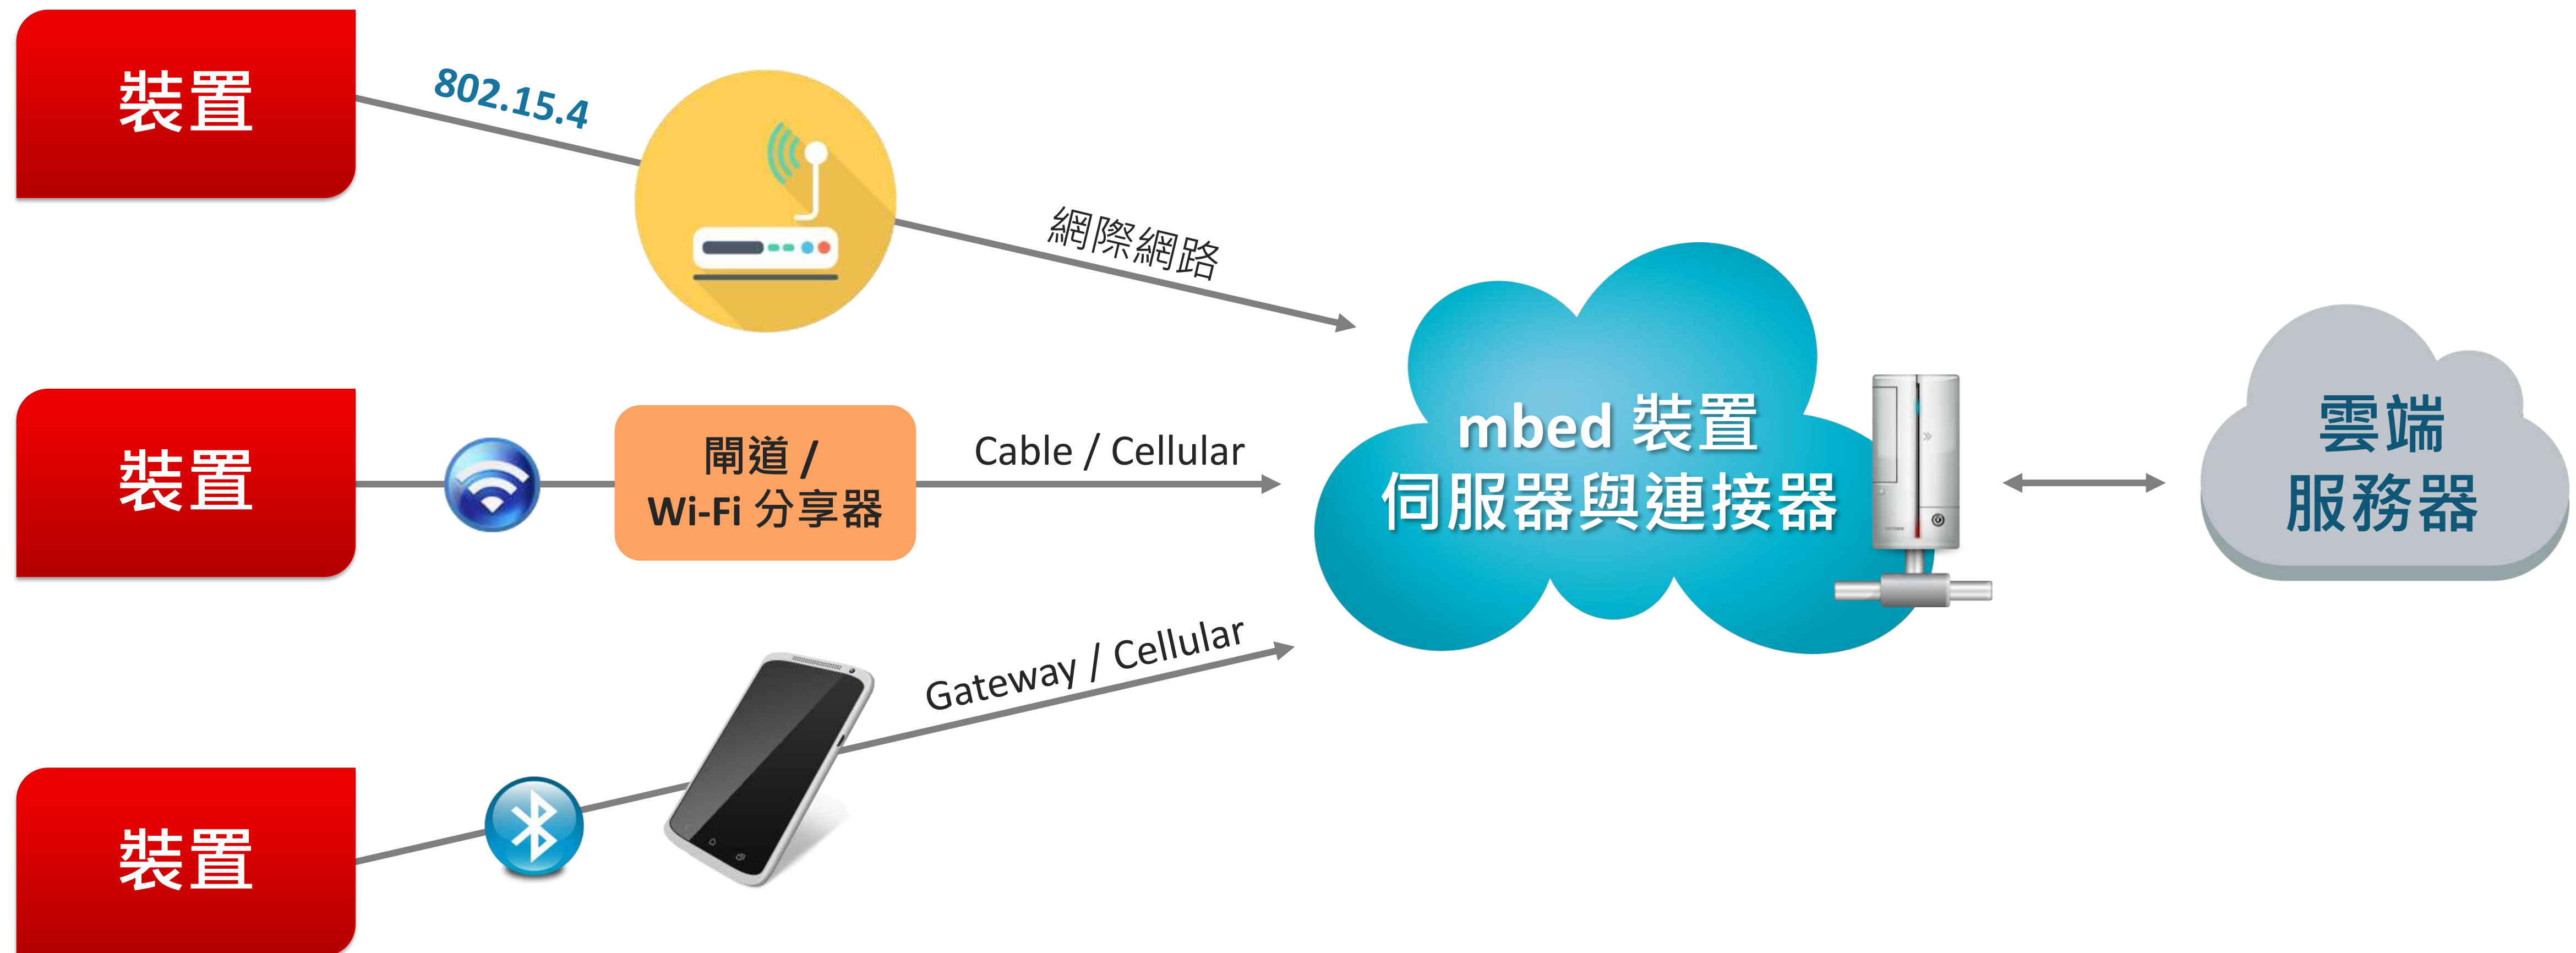 裝置
802.15.4
網際網路
裝置
閘道 /
Wi-Fi 分享器
Cable / Cellular
mbed 裝置
伺服器與連接器
雲端
服務器
Gateway / Cellular
裝置